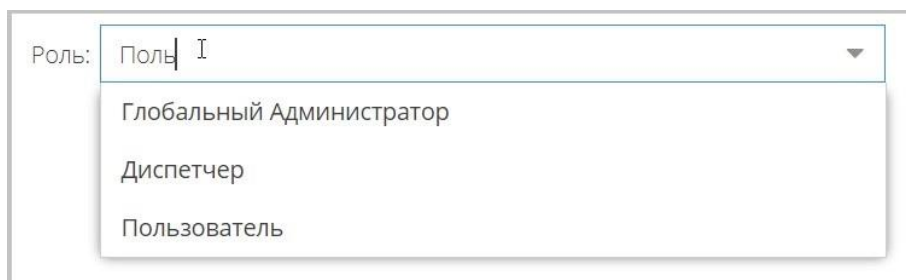 Роль: Поль
Глобальный Администратор
Диспетчер
Пользователь